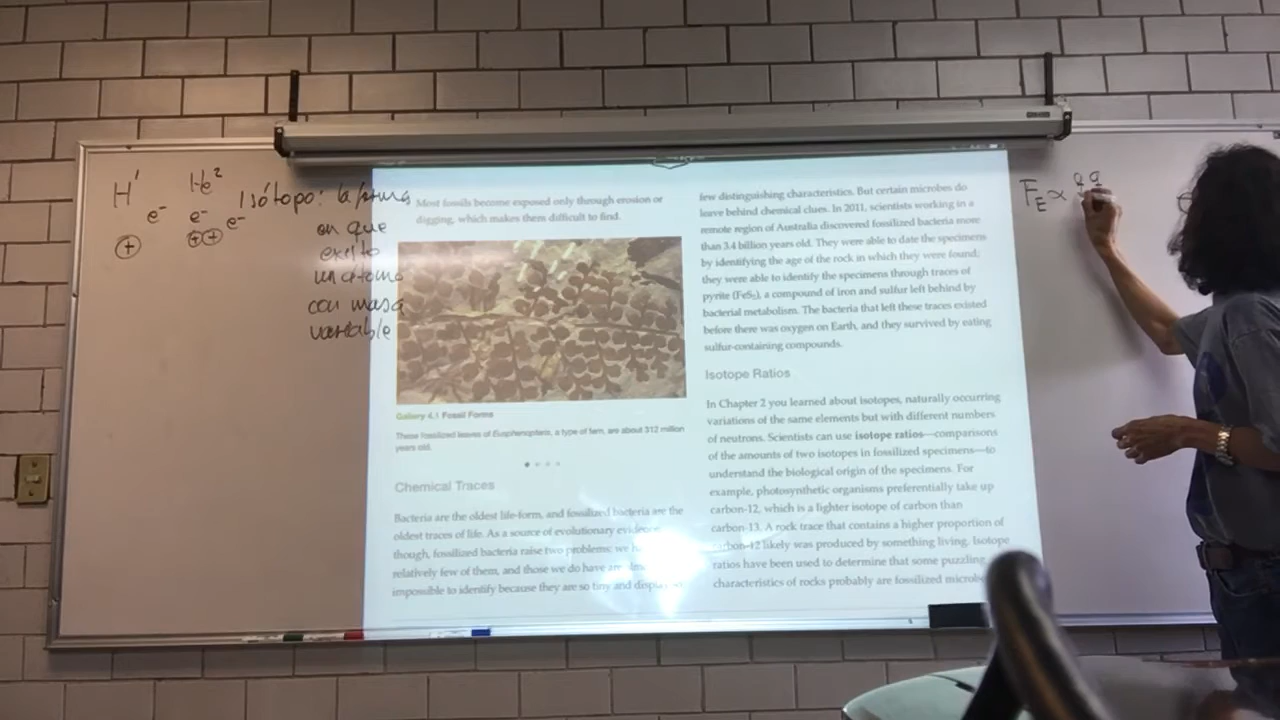 H¹
He²
e⁻
e⁻
e⁻
+
++
Isótopo: la forma
en que
existe
un átomo
con masa
variable
Most fossils become exposed only through erosion or
digging, which makes them difficult to find.
Gallery 4.1 Fossil Forms
These fossilized leaves of Eusphenopteris, a type of fern, are about 312 million
years old.
Chemical Traces
Bacteria are the oldest life-form, and fossilized bacteria are the
oldest traces of life. As a source of evolutionary evidence
though, fossilized bacteria raise two problems: we
relatively few of them, and those we do have are
impossible to identify because they are so tiny and
few distinguishing characteristics. But certain microbes do
leave behind chemical clues. In 2011, scientists working in a
remote region of Australia discovered fossilized bacteria more
than 3.4 billion years old. They were able to date the specimens
by identifying the age of the rock in which they were found;
they were able to identify the specimens through traces of
pyrite (FeS₂), a compound of iron and sulfur left behind by
bacterial metabolism. The bacteria that left these traces existed
before there was oxygen on Earth, and they survived by eating
sulfur-containing compounds.
Isotope Ratios
In Chapter 2 you learned about isotopes, naturally occurring
variations of the same elements but with different numbers
of neutrons. Scientists can use isotope ratios—comparisons
of the amounts of two isotopes in fossilized specimens—to
understand the biological origin of the specimens. For
example, photosynthetic organisms preferentially take up
carbon-12, which is a lighter isotope of carbon than
carbon-13. A rock trace that contains a higher proportion of
carbon-12 likely was produced by something living. Isotope
ratios have been used to determine that some puzzling
characteristics of rocks probably are fossilized
F_E ∝ q q